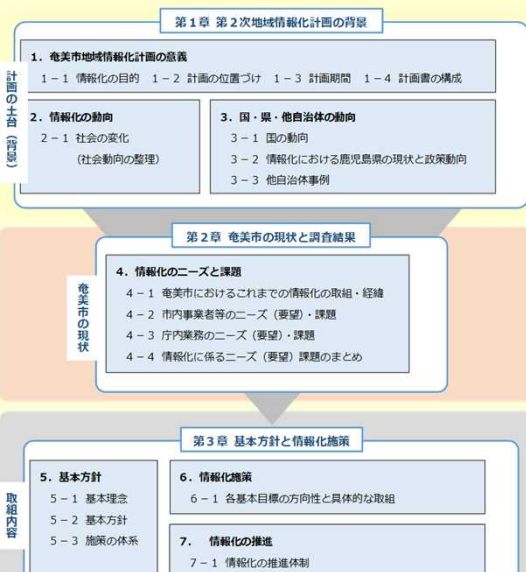 第1章 第2次地域情報化計画の背景
計画の土台（背景）
1．奄美市地域情報化計画の意義
1－1 情報化の目的 1－2 計画の位置づけ 1－3 計画期間 1－4 計画書の構成
2．情報化の動向
2－1 社会の変化
（社会動向の整理）
3．国・県・他自治体の動向
3－1 国の動向
3－2 情報化における鹿児島県の現状と政策動向
3－3 他自治体事例
第2章 奄美市の現状と調査結果
奄美市の現状
4．情報化のニーズと課題
4－1 奄美市におけるこれまでの情報化の取組・経緯
4－2 市内事業者等のニーズ（要望）・課題
4－3 庁内業務のニーズ（要望）・課題
4－4 情報化に係るニーズ（要望）課題のまとめ
第3章 基本方針と情報化施策
取組内容
5．基本方針
5－1 基本理念
5－2 基本方針
5－3 施策の体系
6．情報化施策
6－1 各基本目標の方向性と具体的な取組
7． 情報化の推進
7－1 情報化の推進体制